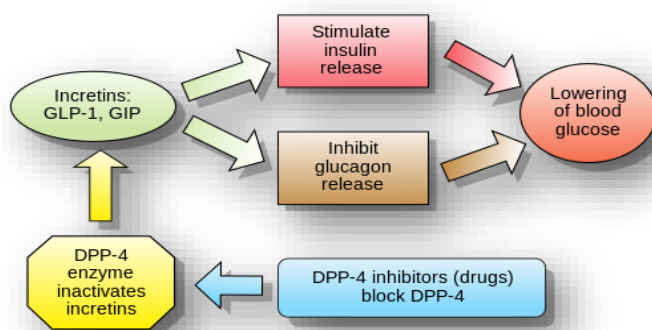 Stimulate
insulin
release
Incretins:
GLP-1, GIP
Lowering
of blood
glucose
Inhibit
glucagon
release
DPP-4
enzyme
inactivates
incretins
DPP-4 inhibitors (drugs)
block DPP-4